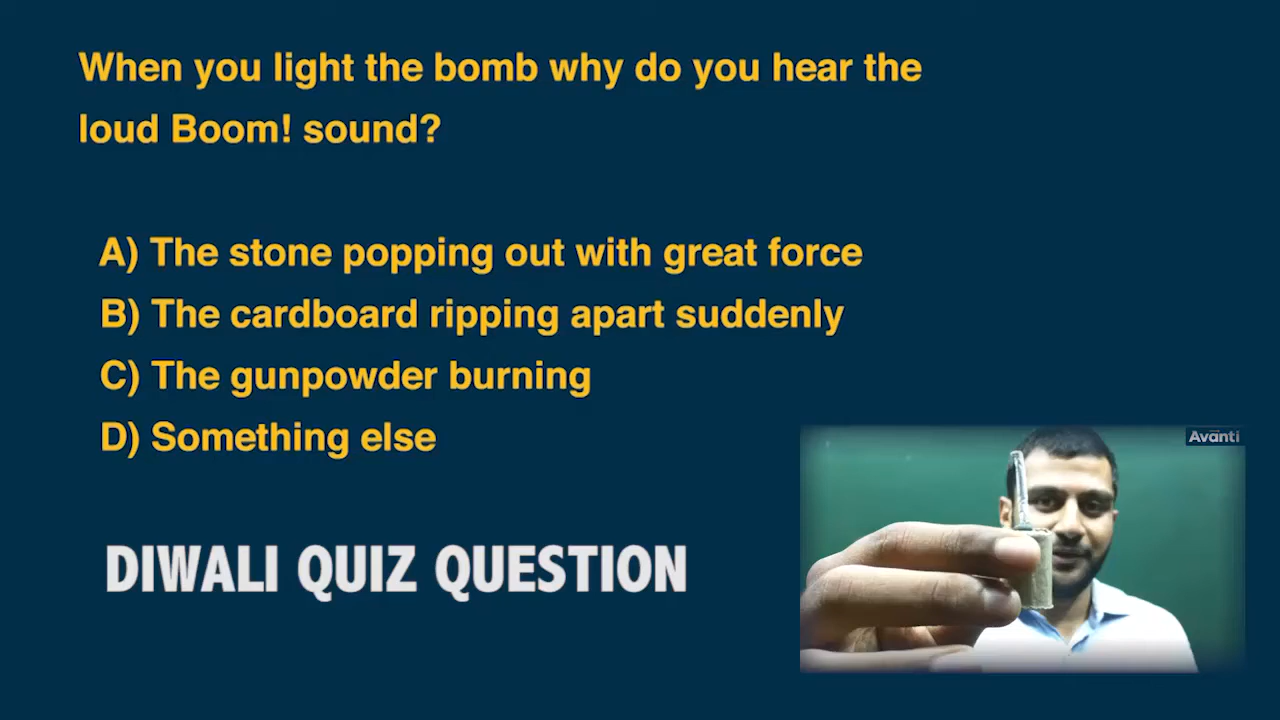 When you light the bomb why do you hear the
loud Boom! sound?
A) The stone popping out with great force
B) The cardboard ripping apart suddenly
C) The gunpowder burning
D) Something else
DIWALI QUIZ QUESTION
Avanti